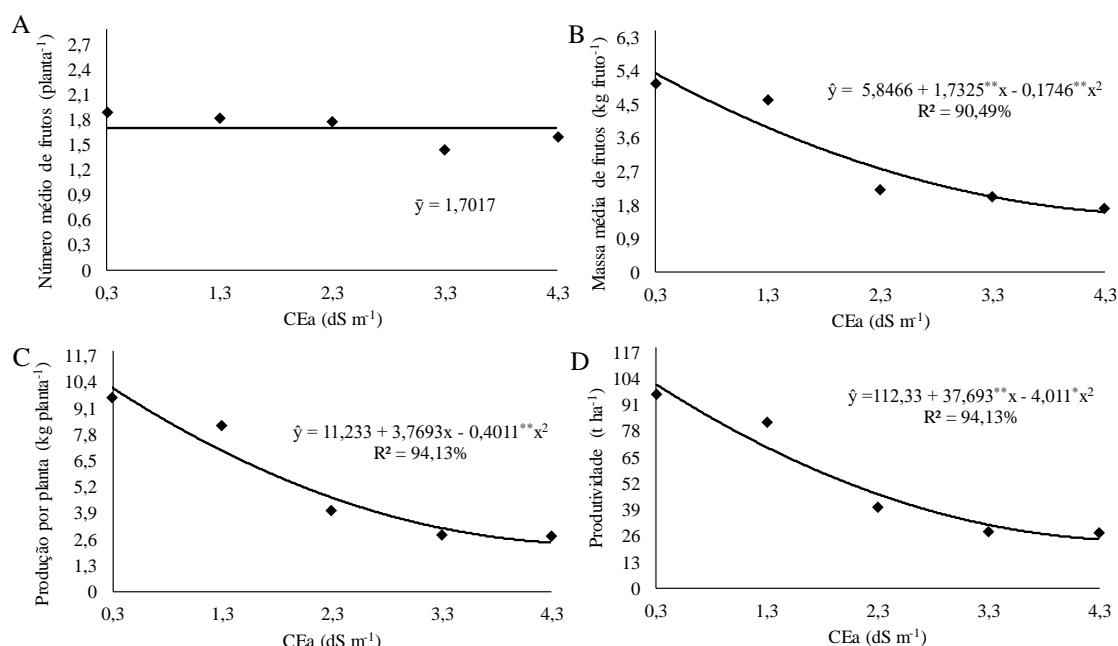 A
Número médio de frutos (planta⁻¹)
2,7
2,4
2,1
1,8
1,5
1,2
0,9
0,6
0,3
0
ȳ = 1,7017
0,3 1,3 2,3 3,3 4,3
CEa (dS m⁻¹)
B
Massa média de frutos (kg fruto⁻¹)
6,3
5,4
4,5
3,6
2,7
1,8
0,9
0
ŷ = 5,8466 + 1,7325**x - 0,1746**x²
R² = 90,49%
0,3 1,3 2,3 3,3 4,3
CEa (dS m⁻¹)
C
Produção por planta (kg planta⁻¹)
11,7
10,4
9,1
7,8
6,5
5,2
3,9
2,6
1,3
0
ŷ = 11,233 + 3,7693x - 0,4011**x²
R² = 94,13%
0,3 1,3 2,3 3,3 4,3
CEa (dS m⁻¹)
D
Produtividade (t ha⁻¹)
117
104
91
78
65
52
39
26
13
0
ŷ =112,33 + 37,693**x - 4,011*x²
R² = 94,13%
0,3 1,3 2,3 3,3 4,3
CEa (dS m⁻¹)